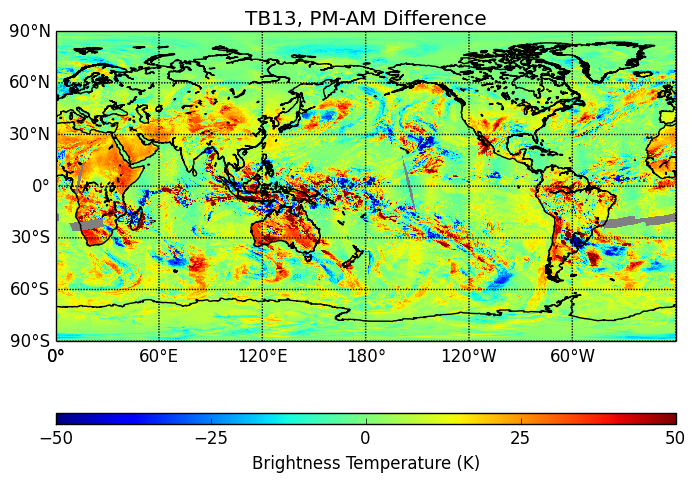 TB13, PM-AM Difference
90°N
60°N
30°N
0°
30°S
60°S
90°S
0° 60°E 120°E 180° 120°W 60°W
−50 −25 0 25 50
Brightness Temperature (K)